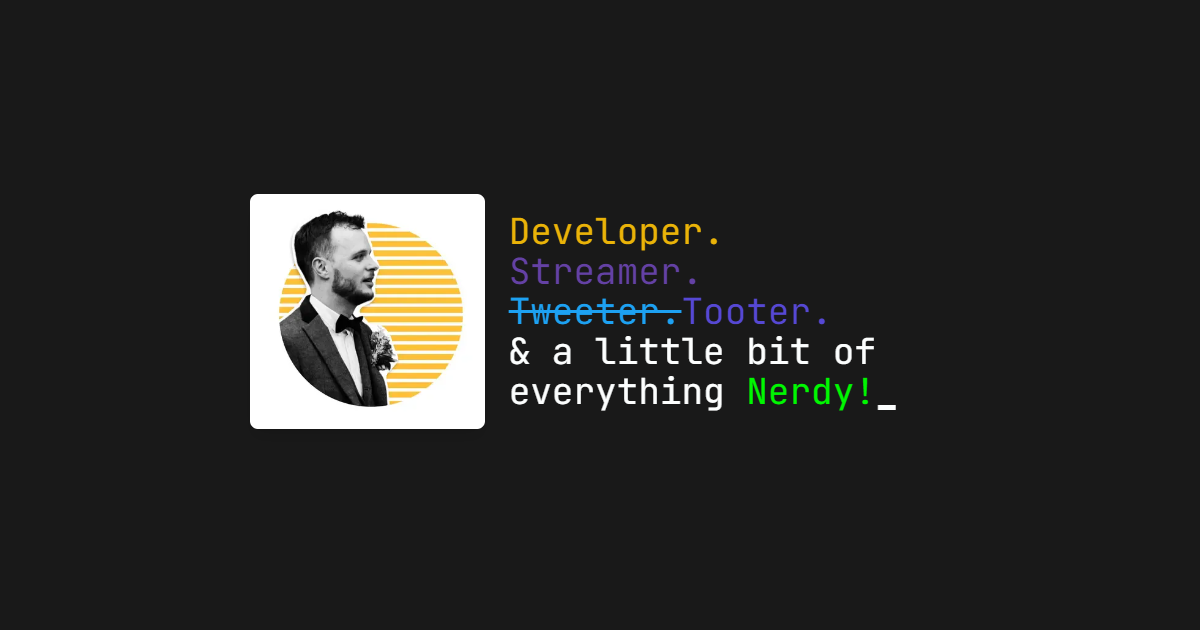 Developer.
Streamer.
Tweeter.Tooter.
& a little bit of
everything Nerdy!_